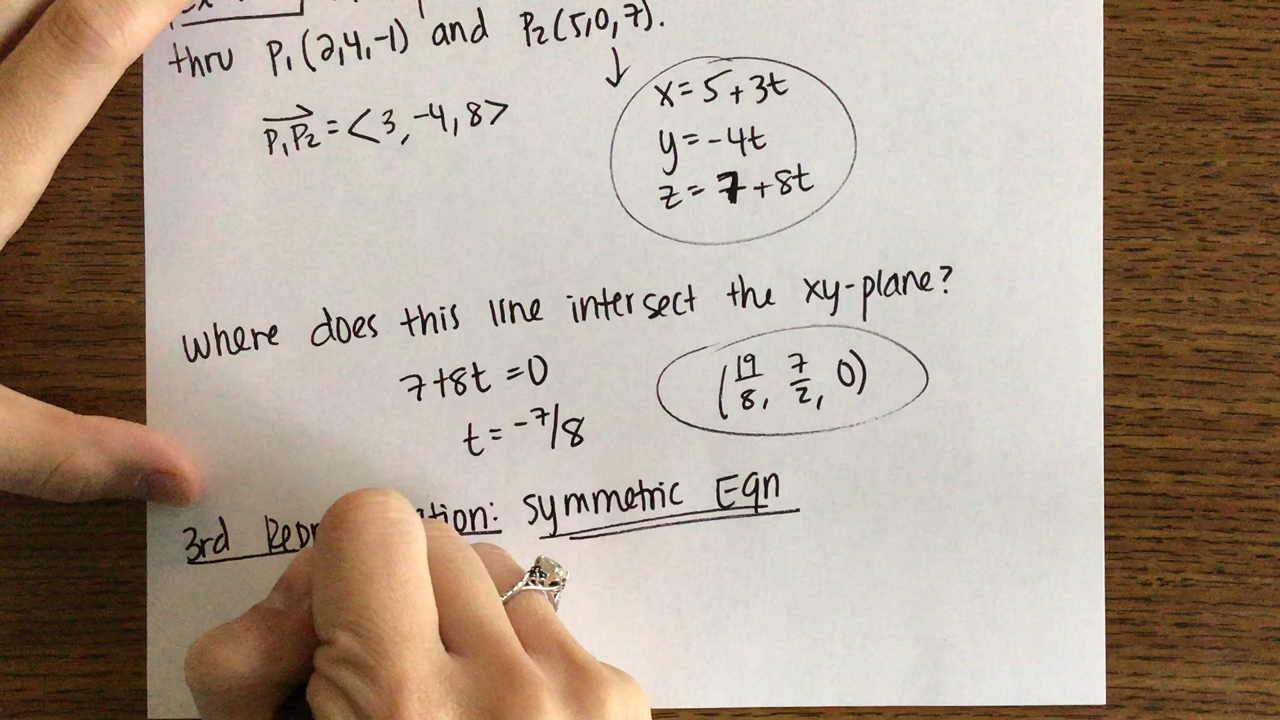 thru P₁(2,4,-1) and P₂(5,0,7).
↓
P₁P₂ = <3, -4, 8>
x = 5 + 3t
y = -4t
z = 7 + 8t
Where does this line intersect the xy-plane?
7+8t = 0
t = -7/8
(19/8, 7/2, 0)
3rd symmetric Eqn